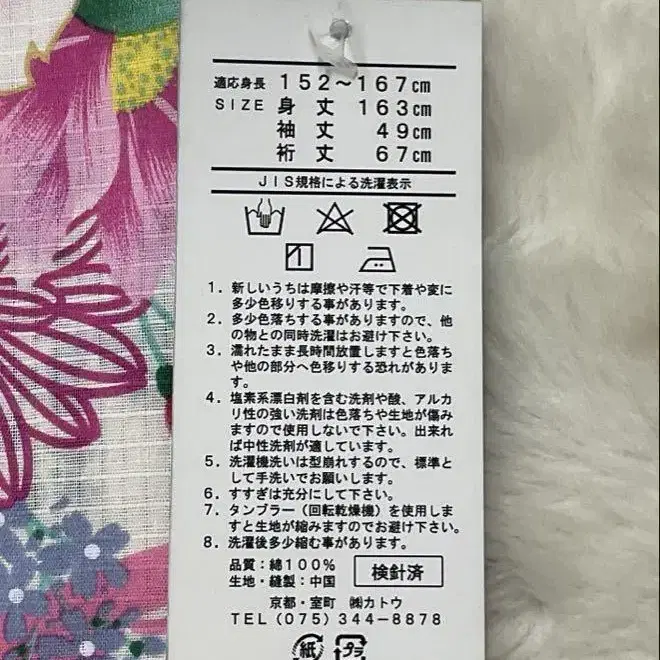 適応身長 152～167cm
SIZE 身 丈 163cm
袖 丈 49cm
裄 丈 67cm
JIS規格による洗濯表示
1. 新しいうちは摩擦や汗等で下着や変に
多少色移りする事があります。
2. 多少色落ちする事がありますので、他
の物との同時洗濯はお避け下さい。
3. 濡れたまま長時間放置しますと色落ち
や他の部分へ色移りする恐れがありま
す。
4. 塩素系漂白剤を含む洗剤や酸、アルカ
リ性の強い洗剤は色落ちや生地が傷み
ますので使用しないで下さい。出来れ
ば中性洗剤が適しています。
5. 洗濯機洗いは型崩れするので、標準と
して手洗いでお願いします。
6. すすぎは充分にして下さい。
7. タンブラー（回転乾燥機）を使用しま
すと生地が縮みますのでお避け下さい。
8. 洗濯後多少縮む事があります。
品質：綿100%
生地・縫製：中国
検針済
京都・室町 ㈱カトウ
TEL(075)344-8878
紙 プラ